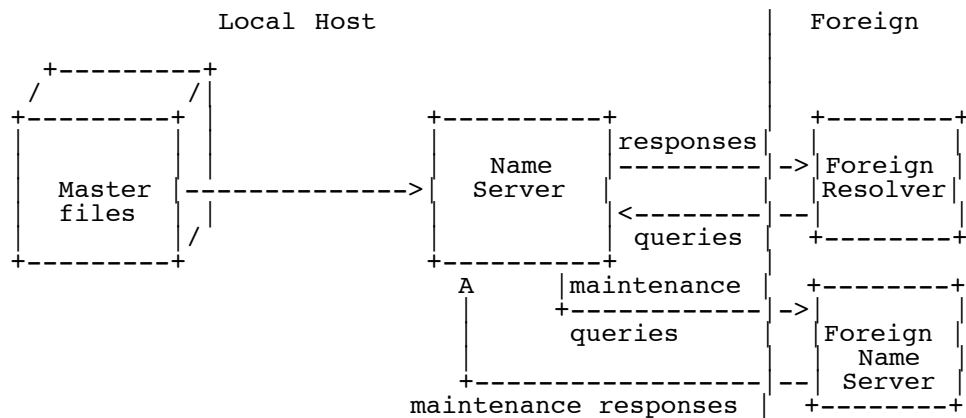 Local Host
Foreign
responses
Name
Foreign
Master
Server
Resolver
files
queries
A
maintenance
queries
Foreign
Name
Server
maintenance responses